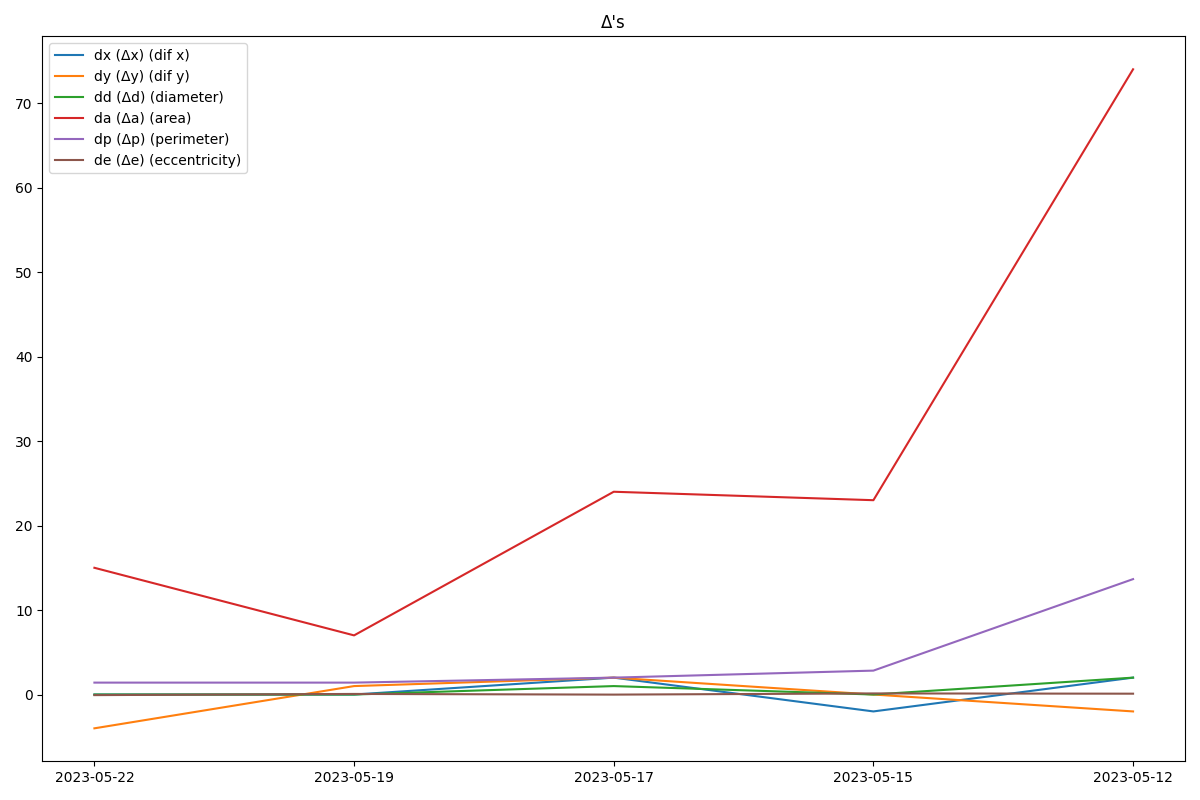 Δ's
dx (Δx) (dif x)
dy (Δy) (dif y)
dd (Δd) (diameter)
da (Δa) (area)
dp (Δp) (perimeter)
de (Δe) (eccentricity)
70
60
50
40
30
20
10
0
2023-05-22 2023-05-19 2023-05-17 2023-05-15 2023-05-12